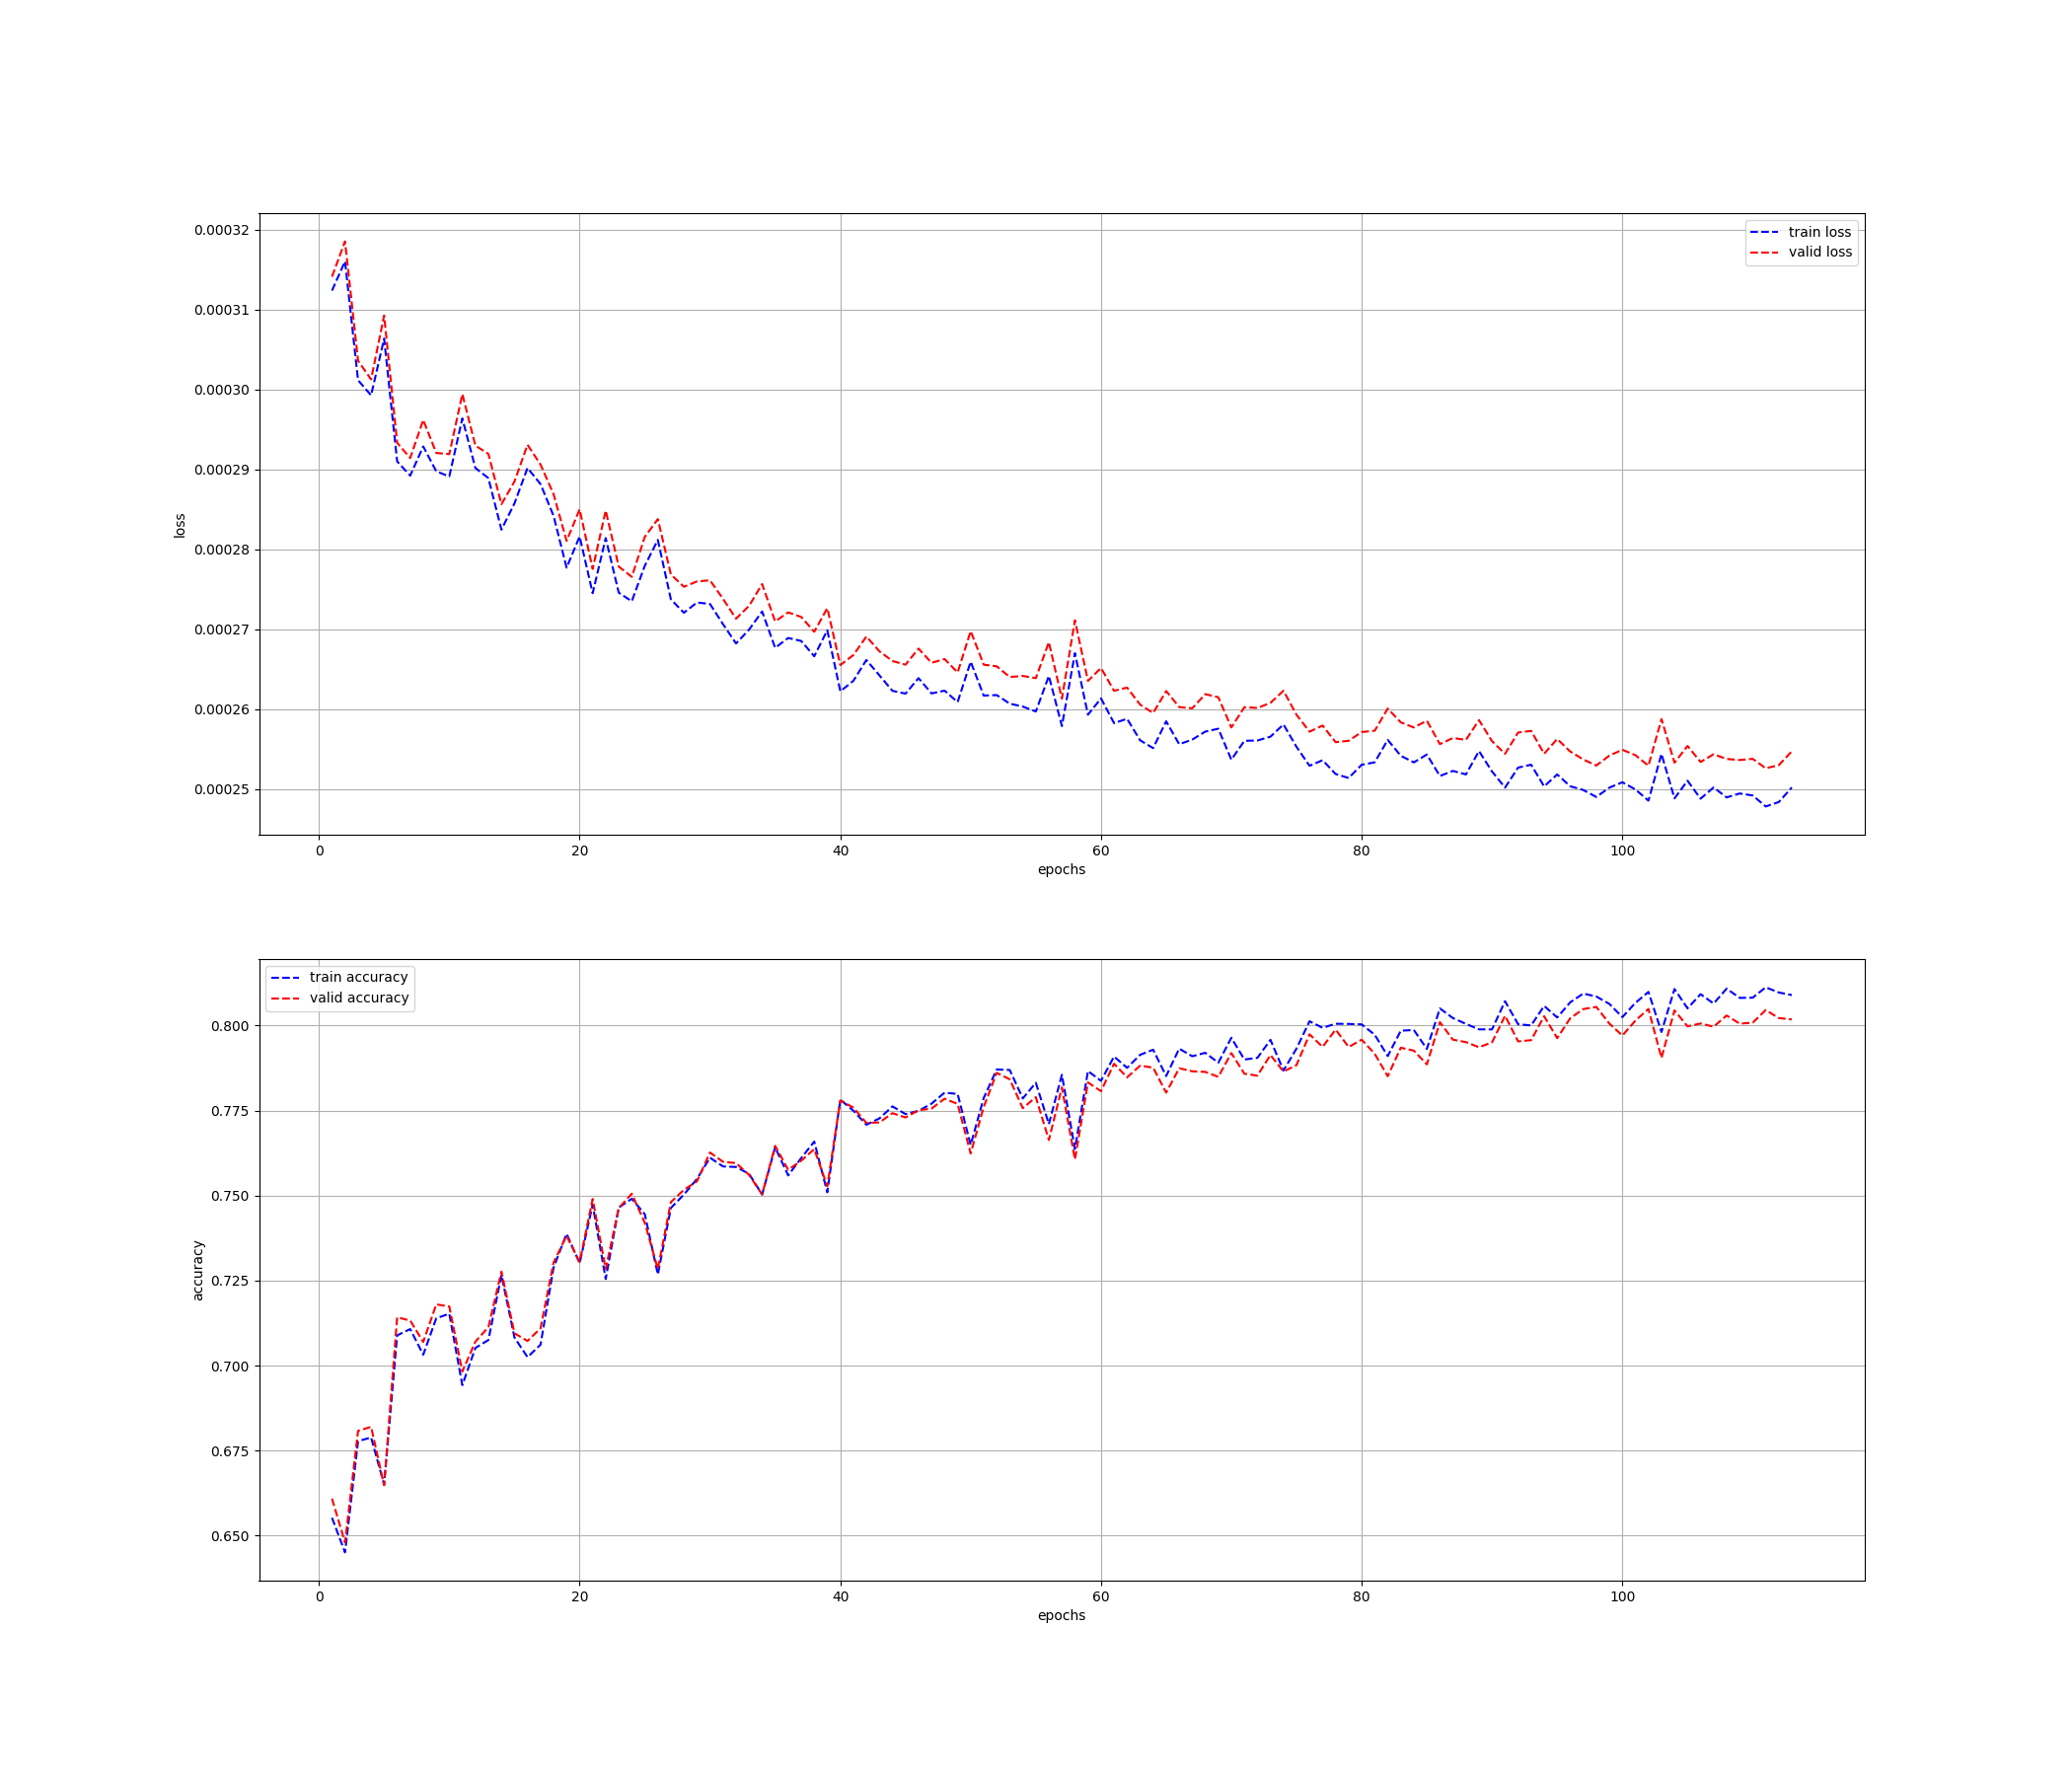 0.00032
0.00031
0.00030
0.00029
0.00028
0.00027
0.00026
0.00025
loss
train loss
valid loss
0 20 40 60 80 100
epochs
train accuracy
valid accuracy
0.800
0.775
0.750
0.725
0.700
0.675
0.650
accuracy
0 20 40 60 80 100
epochs